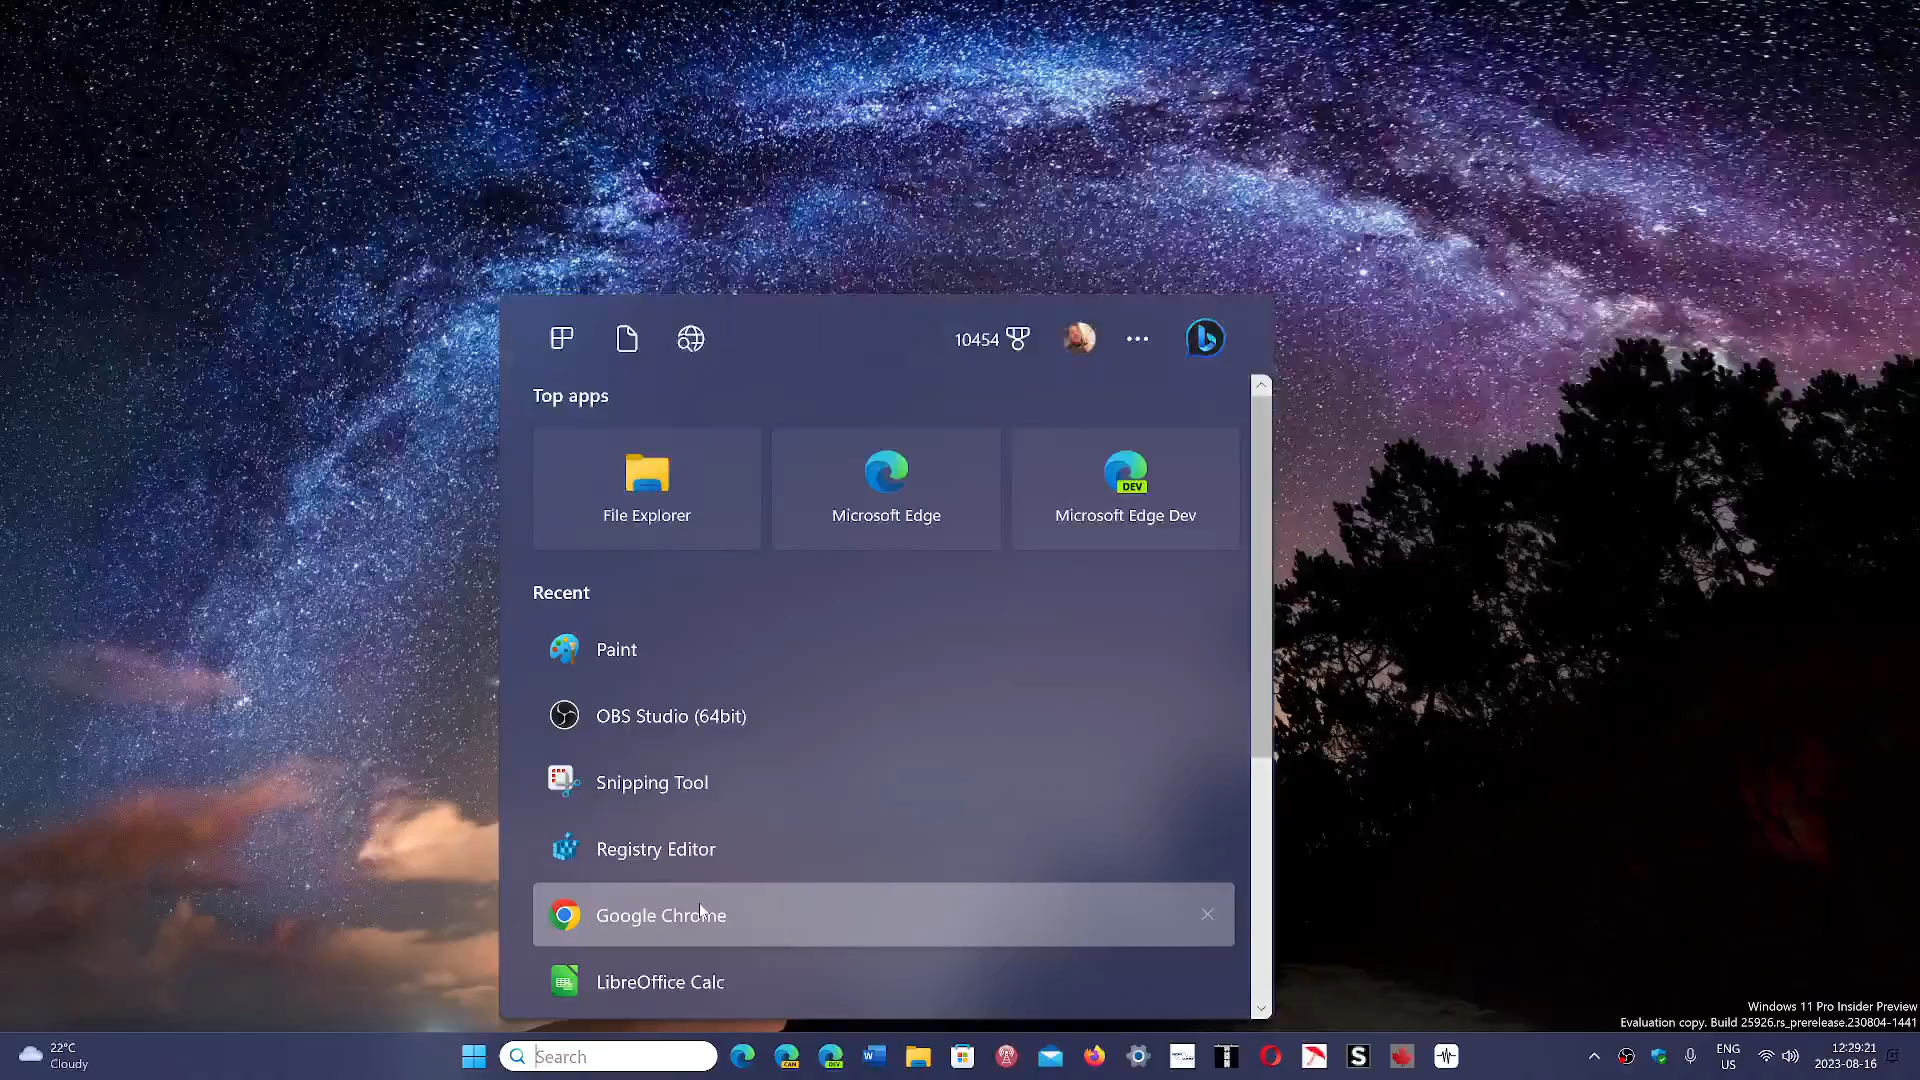 10454
Top apps
File Explorer
Microsoft Edge
DEV
Microsoft Edge Dev
Recent
Paint
OBS Studio (64bit)
Snipping Tool
Registry Editor
Google Chrome
LibreOffice Calc
Windows 11 Pro Insider Preview
Evaluation copy. Build 25926.rs_prerelease.230804-1441
22°C
Cloudy
Search
CAN
DEV
W
S
ENG
US
12:29:21
2023-08-16